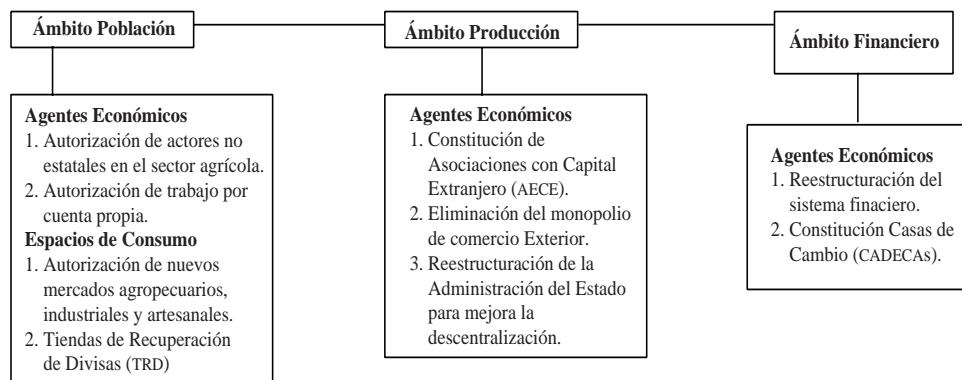 Ámbito Población
Agentes Económicos
1. Autorización de actores no
estatales en el sector agrícola.
2. Autorización de trabajo por
cuenta propia.
Espacios de Consumo
1. Autorización de nuevos
mercados agropecuarios,
industriales y artesanales.
2. Tiendas de Recuperación
de Divisas (TRD)
Ámbito Producción
Agentes Económicos
1. Constitución de
Asociaciones con Capital
Extranjero (AECE).
2. Eliminación del monopolio
de comercio Exterior.
3. Reestructuración de la
Administración del Estado
para mejora la
descentralización.
Ámbito Financiero
Agentes Económicos
1. Reestructuración del
sistema finaciero.
2. Constitución Casas de
Cambio (CADECAs).